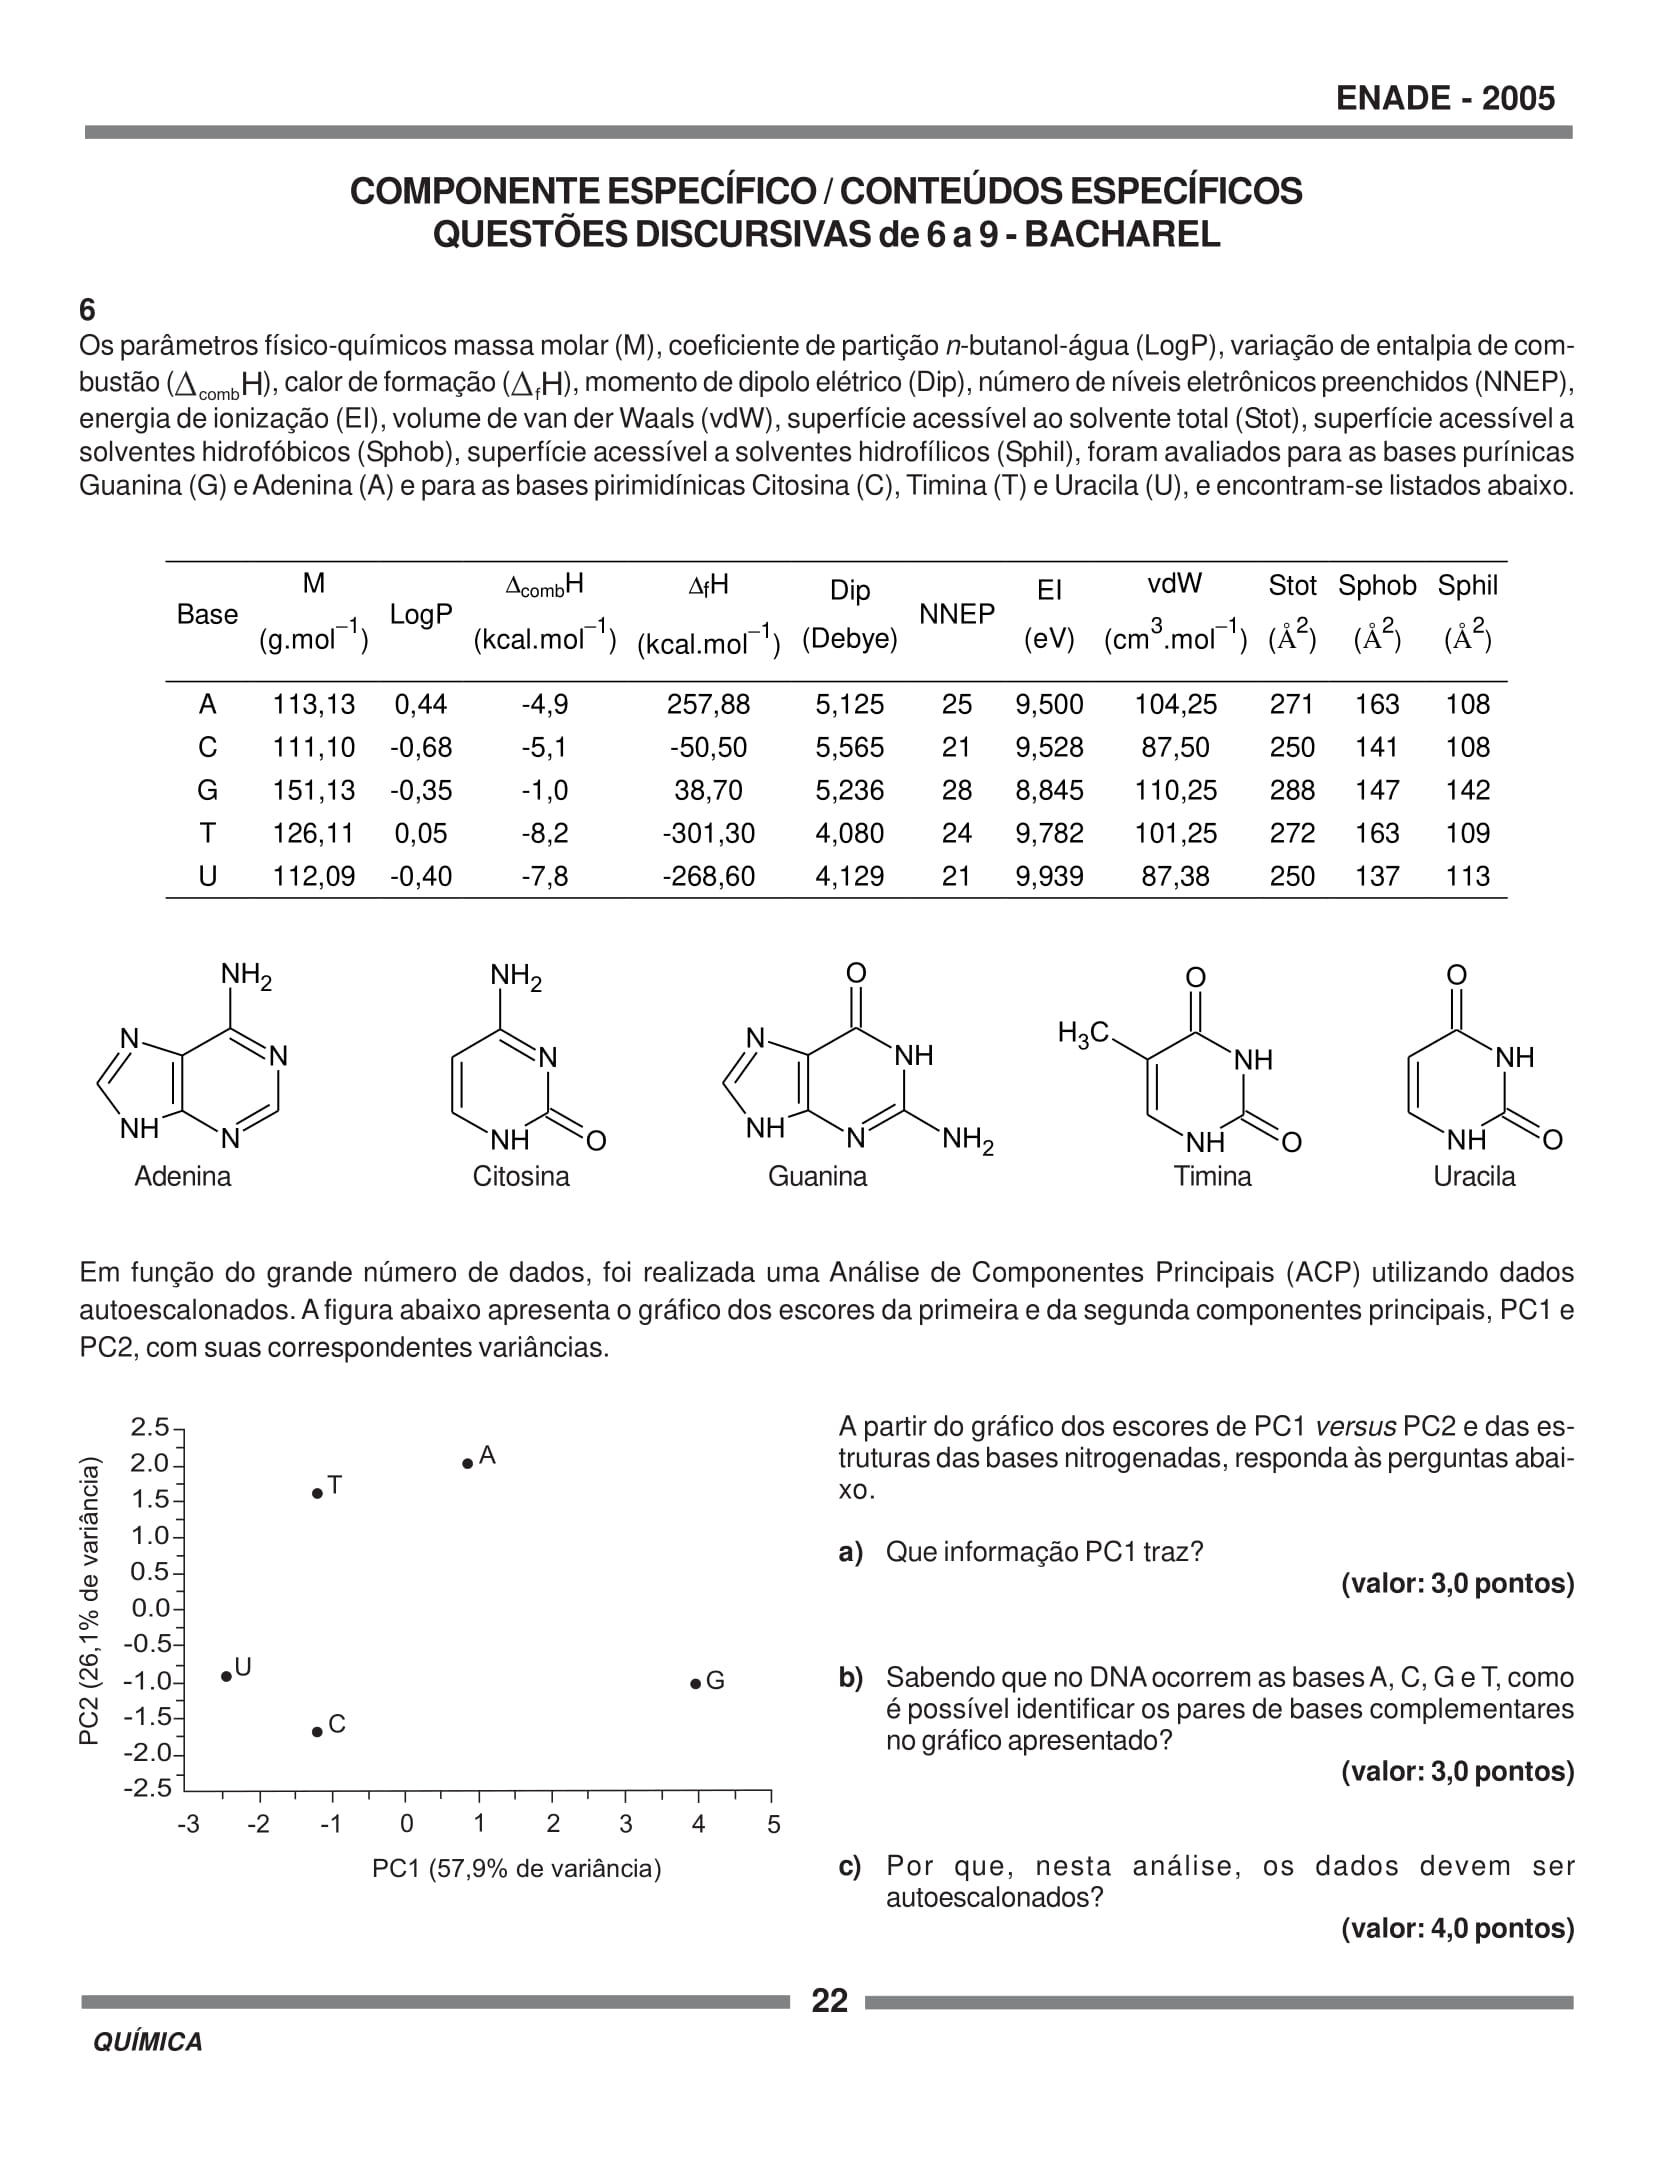 ENADE - 2005
COMPONENTE ESPECÍFICO / CONTEÚDOS ESPECÍFICOS
QUESTÕES DISCURSIVAS de 6 a 9 - BACHAREL
6
Os parâmetros físico-químicos massa molar (M), coeficiente de partição n-butanol-água (LogP), variação de entalpia de com-
bustão (ΔcombH), calor de formação (ΔfH), momento de dipolo elétrico (Dip), número de níveis eletrônicos preenchidos (NNEP),
energia de ionização (EI), volume de van der Waals (vdW), superfície acessível ao solvente total (Stot), superfície acessível a
solventes hidrofóbicos (Sphob), superfície acessível a solventes hidrofílicos (Sphil), foram avaliados para as bases purínicas
Guanina (G) e Adenina (A) e para as bases pirimidínicas Citosina (C), Timina (T) e Uracila (U), e encontram-se listados abaixo.
Base M (g.mol–1) LogP ΔcombH (kcal.mol–1) ΔfH (kcal.mol–1) Dip (Debye) NNEP EI (eV) vdW (cm3.mol–1) Stot (Å2) Sphob (Å2) Sphil (Å2)
A 113,13 0,44 -4,9 257,88 5,125 25 9,500 104,25 271 163 108
C 111,10 -0,68 -5,1 -50,50 5,565 21 9,528 87,50 250 141 108
G 151,13 -0,35 -1,0 38,70 5,236 28 8,845 110,25 288 147 142
T 126,11 0,05 -8,2 -301,30 4,080 24 9,782 101,25 272 163 109
U 112,09 -0,40 -7,8 -268,60 4,129 21 9,939 87,38 250 137 113
NH2 N N NH N
Adenina
NH2 N NH O
Citosina
O N NH NH N NH2
Guanina
O H3C NH NH O
Timina
O NH NH O
Uracila
Em função do grande número de dados, foi realizada uma Análise de Componentes Principais (ACP) utilizando dados
autoescalonados. A figura abaixo apresenta o gráfico dos escores da primeira e da segunda componentes principais, PC1 e
PC2, com suas correspondentes variâncias.
PC2 (26,1% de variância)
2.5
2.0
1.5
1.0
0.5
0.0
-0.5
-1.0
-1.5
-2.0
-2.5
A
T
U
G
C
-3 -2 -1 0 1 2 3 4 5
PC1 (57,9% de variância)
A partir do gráfico dos escores de PC1 versus PC2 e das es-
truturas das bases nitrogenadas, responda às perguntas abai-
xo.
a) Que informação PC1 traz?
(valor: 3,0 pontos)
b) Sabendo que no DNA ocorrem as bases A, C, G e T, como
é possível identificar os pares de bases complementares
no gráfico apresentado?
(valor: 3,0 pontos)
c) Por que, nesta análise, os dados devem ser
autoescalonados?
(valor: 4,0 pontos)
22
QUÍMICA